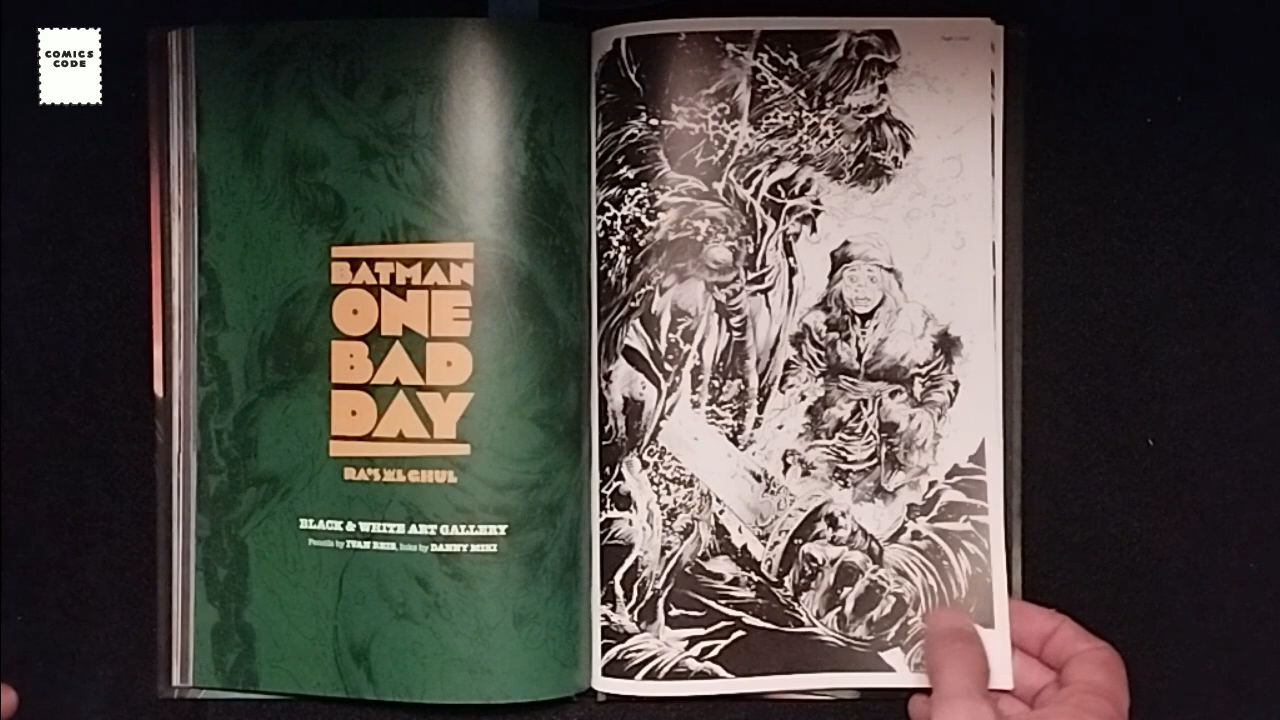 COMICS
CODE
BATMAN
ONE
BAD
DAY
RA'S AL GHUL
BLACK & WHITE ART GALLERY
Pencils by IVAN REIS, Inks by DANNY MIKI